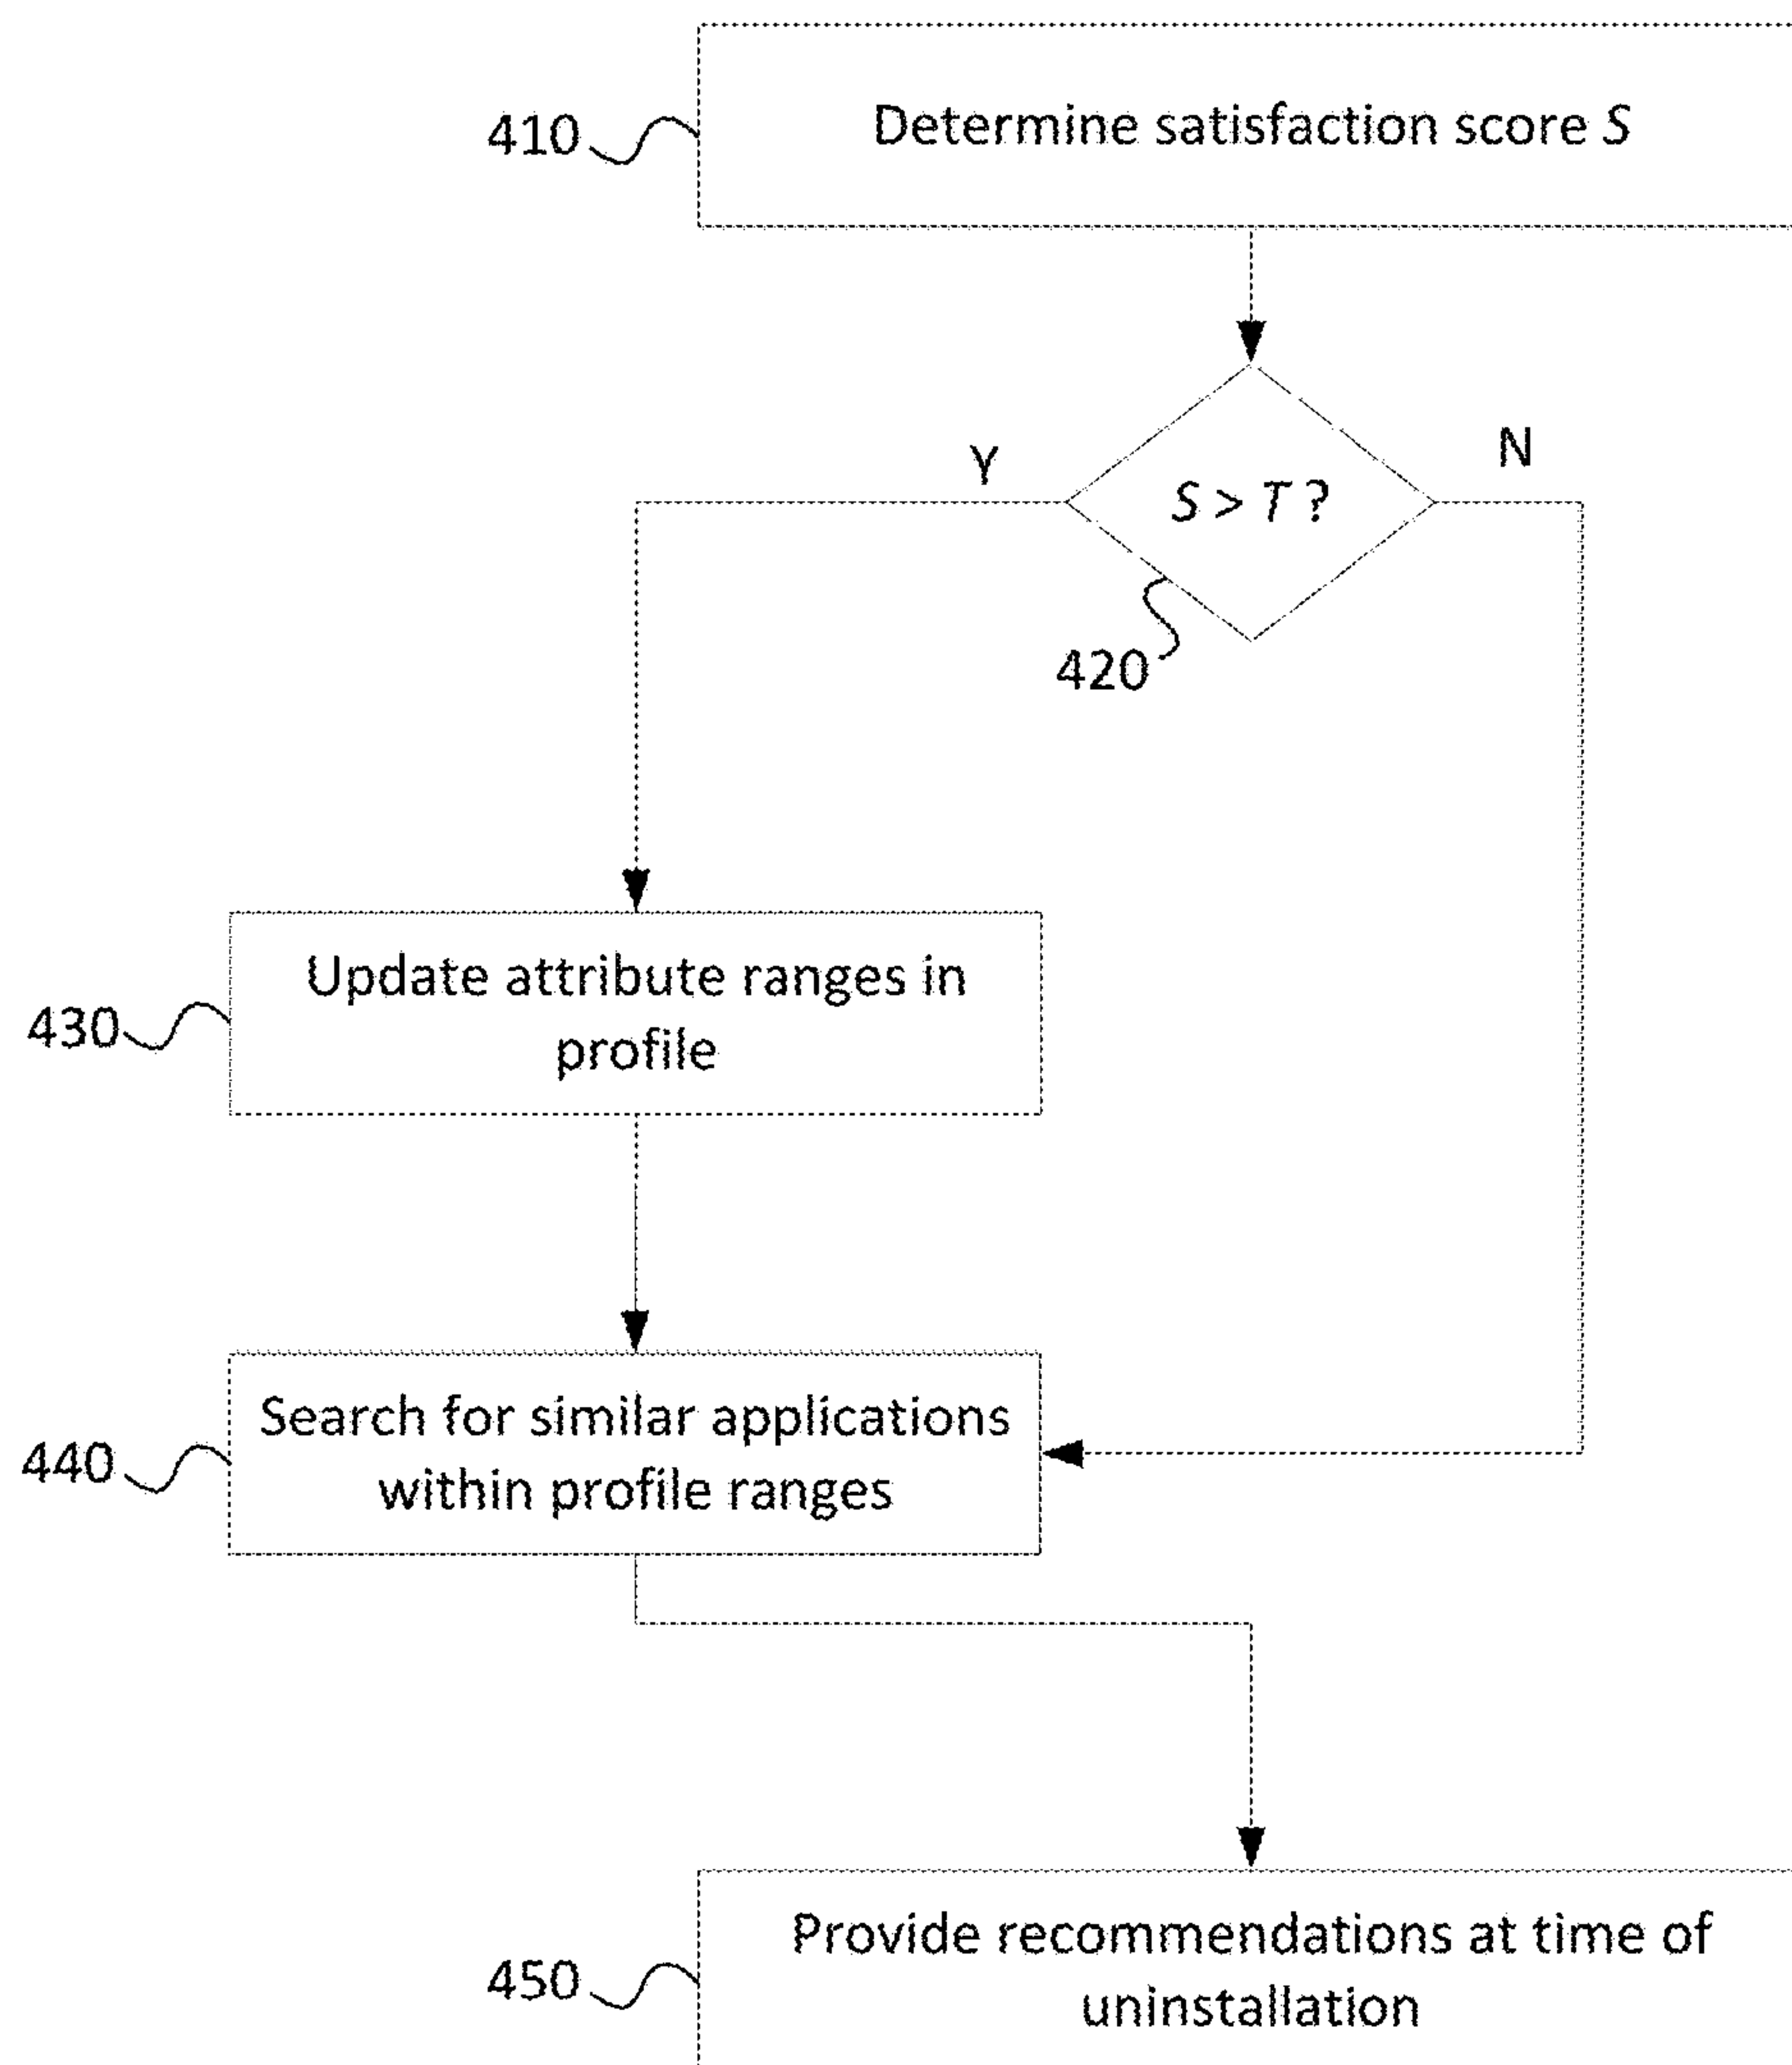 410
Determine satisfaction score S
Y
N
S > T ?
420
Update attribute ranges in
profile
430
Search for similar applications
within profile ranges
440
Provide recommendations at time of
uninstallation
450